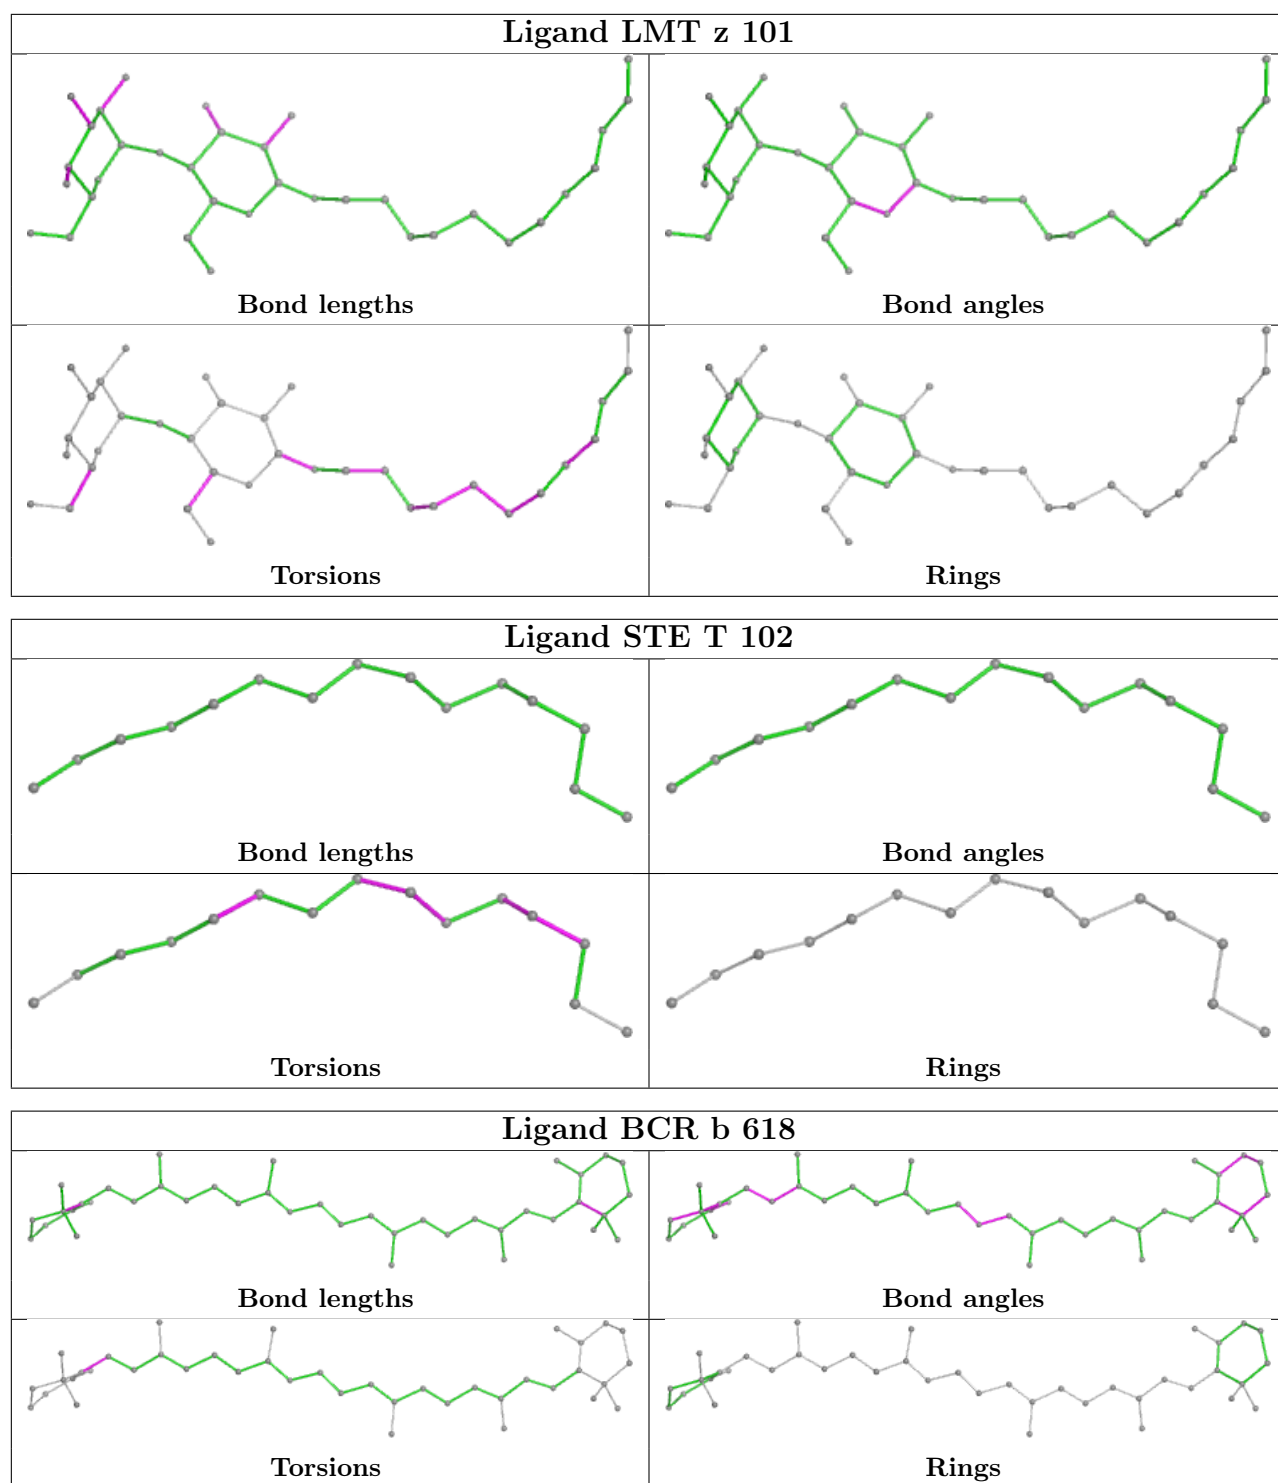 Ligand LMT z 101
Bond lengths
Bond angles
Torsions
Rings
Ligand STE T 102
Bond lengths
Bond angles
Torsions
Rings
Ligand BCR b 618
Bond lengths
Bond angles
Torsions
Rings